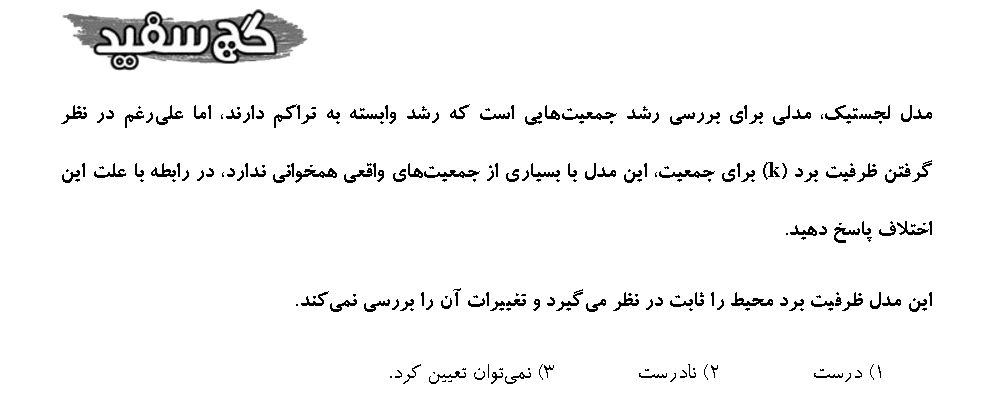 گچ سفید
مدل لجستیک، مدلی برای بررسی رشد جمعیت‌هایی است که رشد وابسته به تراکم دارند، اما علی‌رغم در نظر
گرفتن ظرفیت برد (k) برای جمعیت، این مدل با بسیاری از جمعیت‌های واقعی همخوانی ندارد، در رابطه با علت این
اختلاف پاسخ دهید.
این مدل ظرفیت برد محیط را ثابت در نظر می‌گیرد و تغییرات آن را بررسی نمی‌کند.
۱) درست ۲) نادرست ۳) نمی‌توان تعیین کرد.